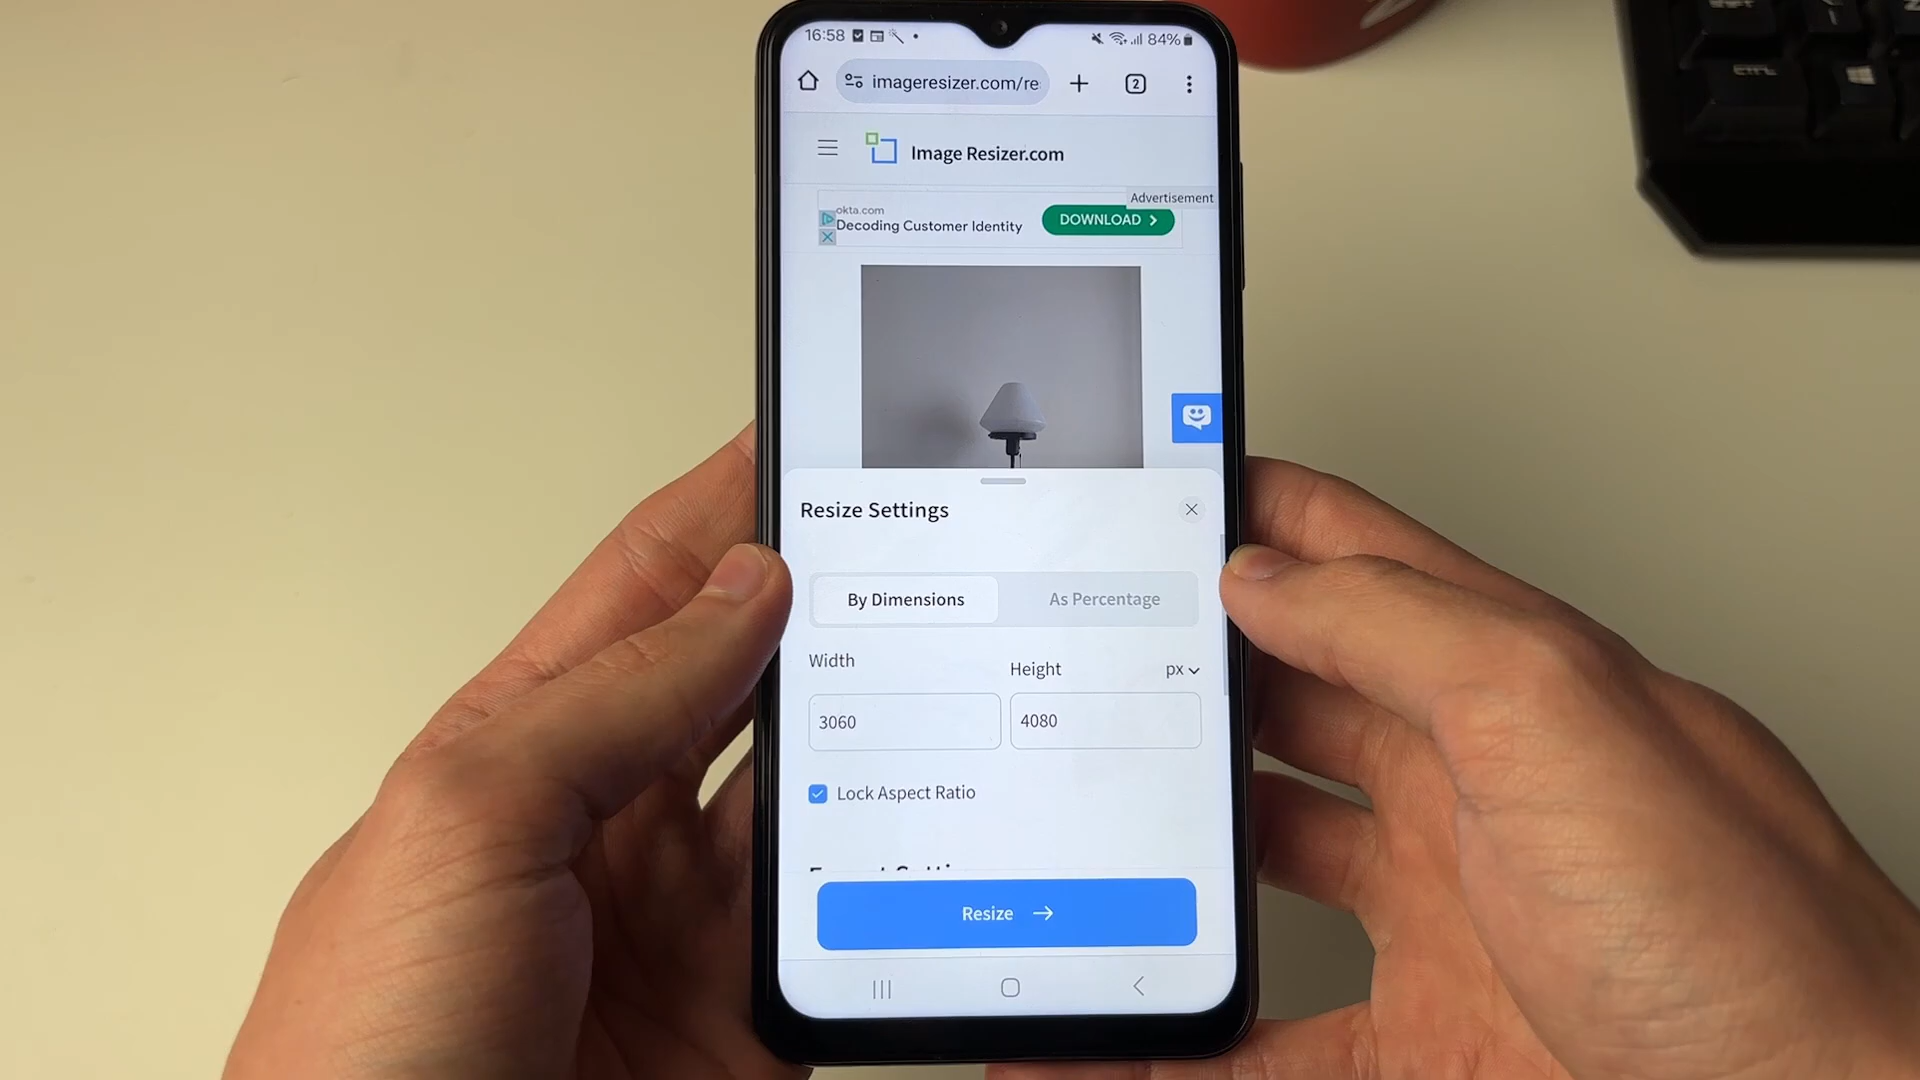 16:58
84%
imageresizer.com/re
2
Image Resizer.com
Advertisement
okta.com
Decoding Customer Identity
DOWNLOAD
Resize Settings
By Dimensions
As Percentage
Width
Height
px
3060
4080
Lock Aspect Ratio
Resize
CTRL